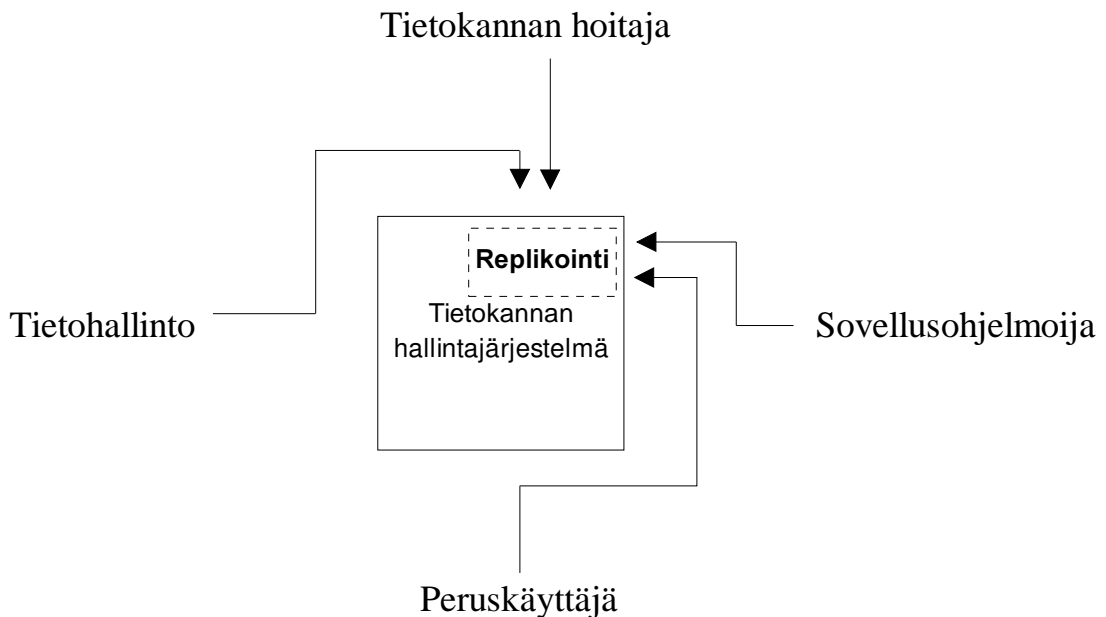 Tietokannan hoitaja
Replikointi
Tietokannan
hallintajärjestelmä
Tietohallinto
Sovellusohjelmoija
Peruskäyttäjä